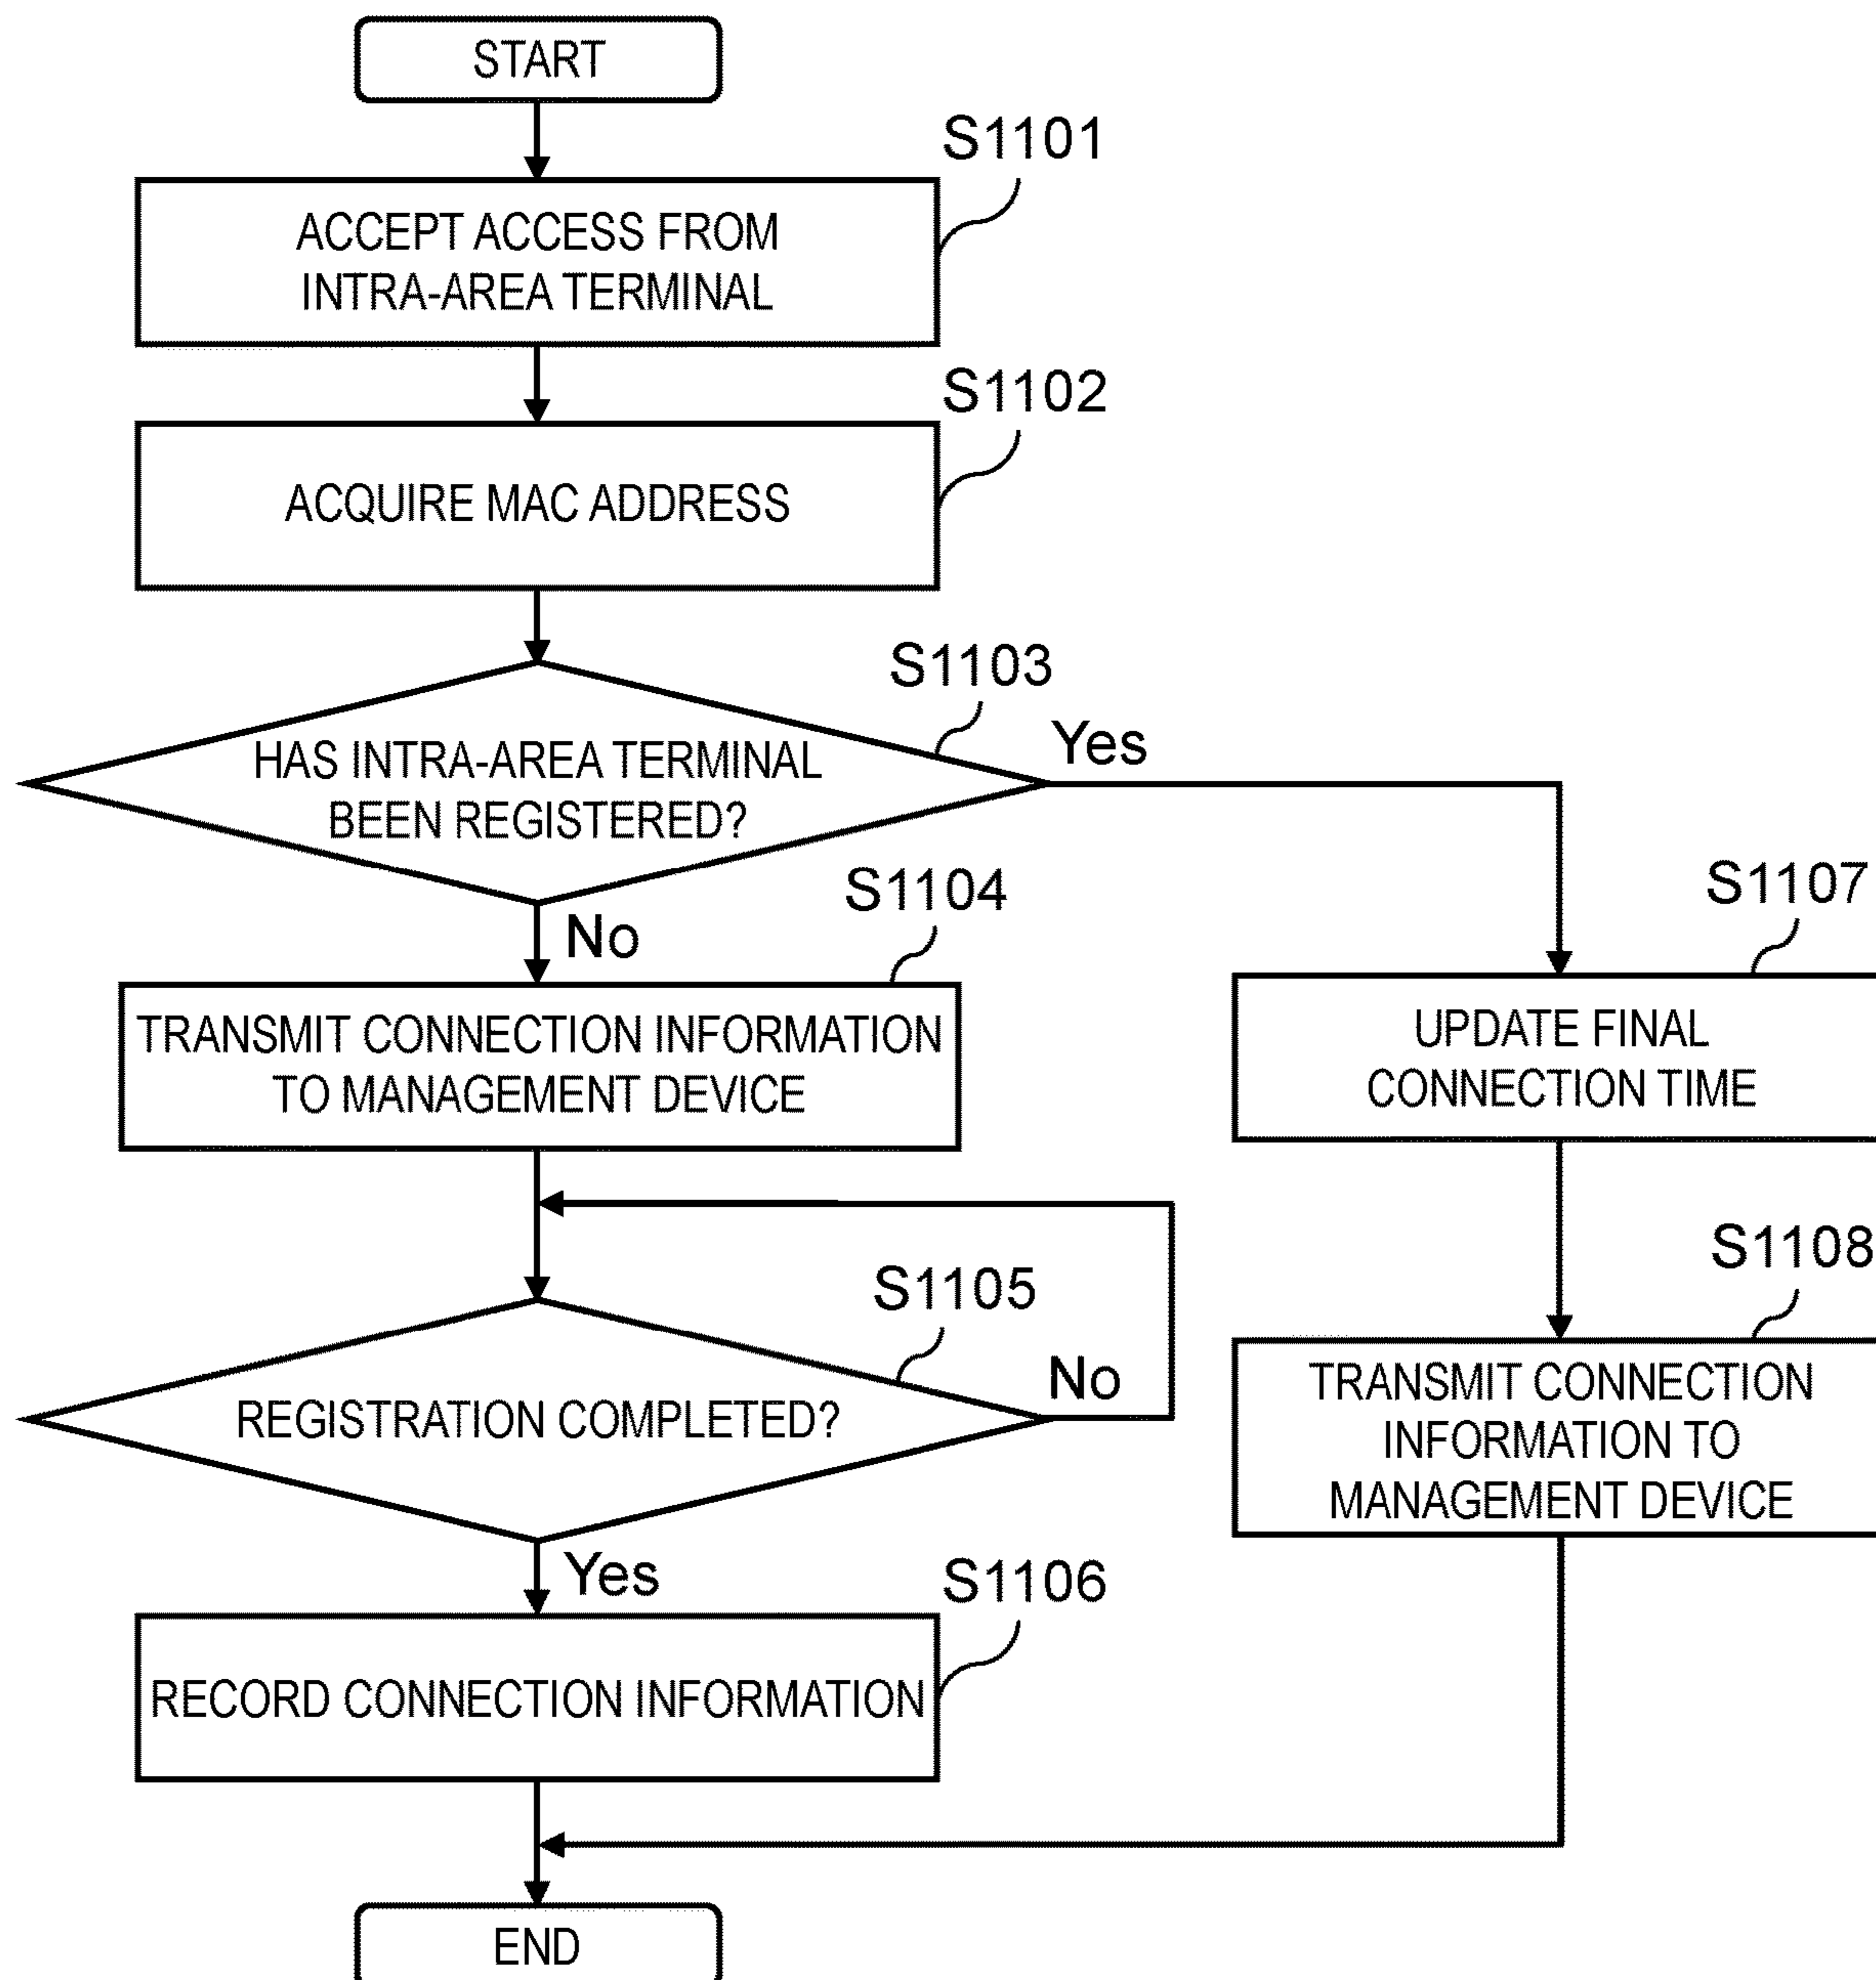 START
S1101
ACCEPT ACCESS FROM
INTRA-AREA TERMINAL
S1102
ACQUIRE MAC ADDRESS
S1103
HAS INTRA-AREA TERMINAL
BEEN REGISTERED?
Yes
No
S1104
TRANSMIT CONNECTION INFORMATION
TO MANAGEMENT DEVICE
S1105
REGISTRATION COMPLETED?
No
Yes
S1106
RECORD CONNECTION INFORMATION
S1107
UPDATE FINAL
CONNECTION TIME
S1108
TRANSMIT CONNECTION
INFORMATION TO
MANAGEMENT DEVICE
END